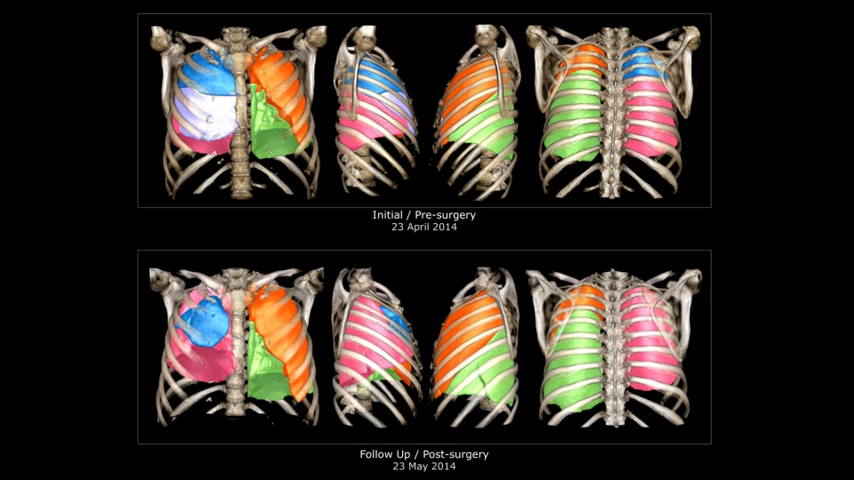 Initial / Pre-surgery
23 April 2014
Follow Up / Post-surgery
23 May 2014